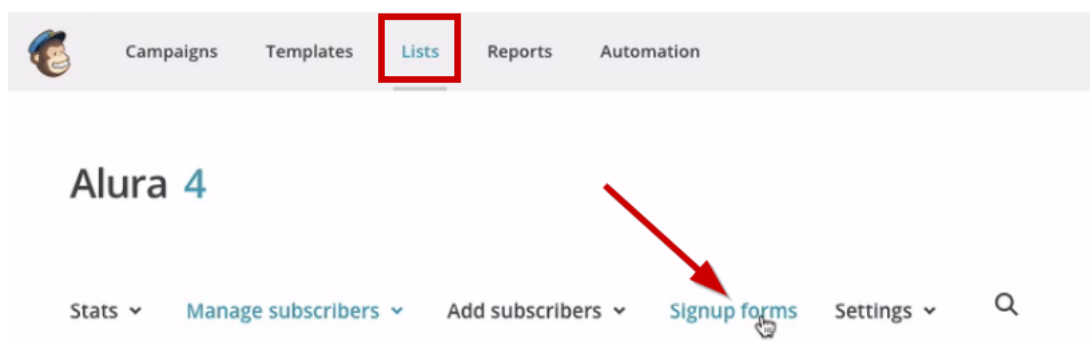 Campaigns Templates Lists Reports Automation
Alura 4
Stats Manage subscribers Add subscribers Signup forms Settings